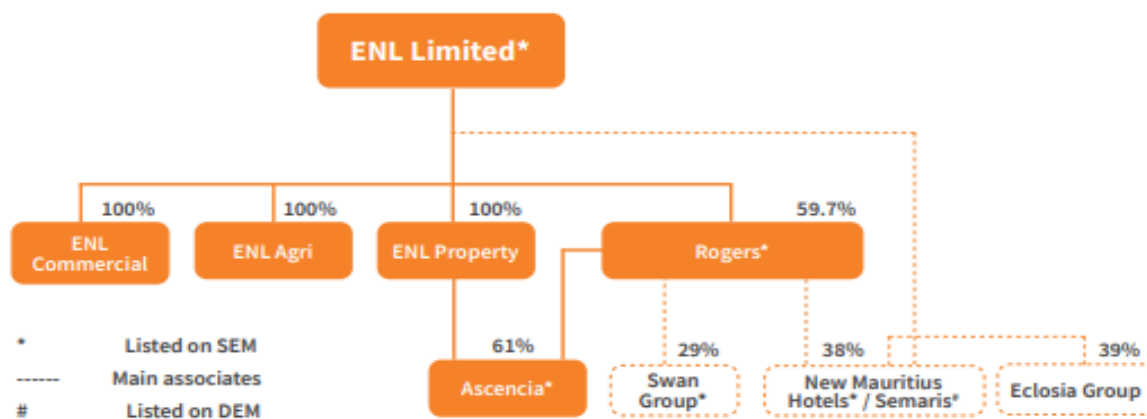 ENL Limited*
100%
100%
100%
59.7%
ENL
Commercial
ENL Agri
ENL Property
Rogers*
* Listed on SEM
------ Main associates
# Listed on DEM
61%
29%
38%
39%
Ascencia*
Swan
Group*
New Mauritius
Hotels* / Semaris#
Eclosia Group